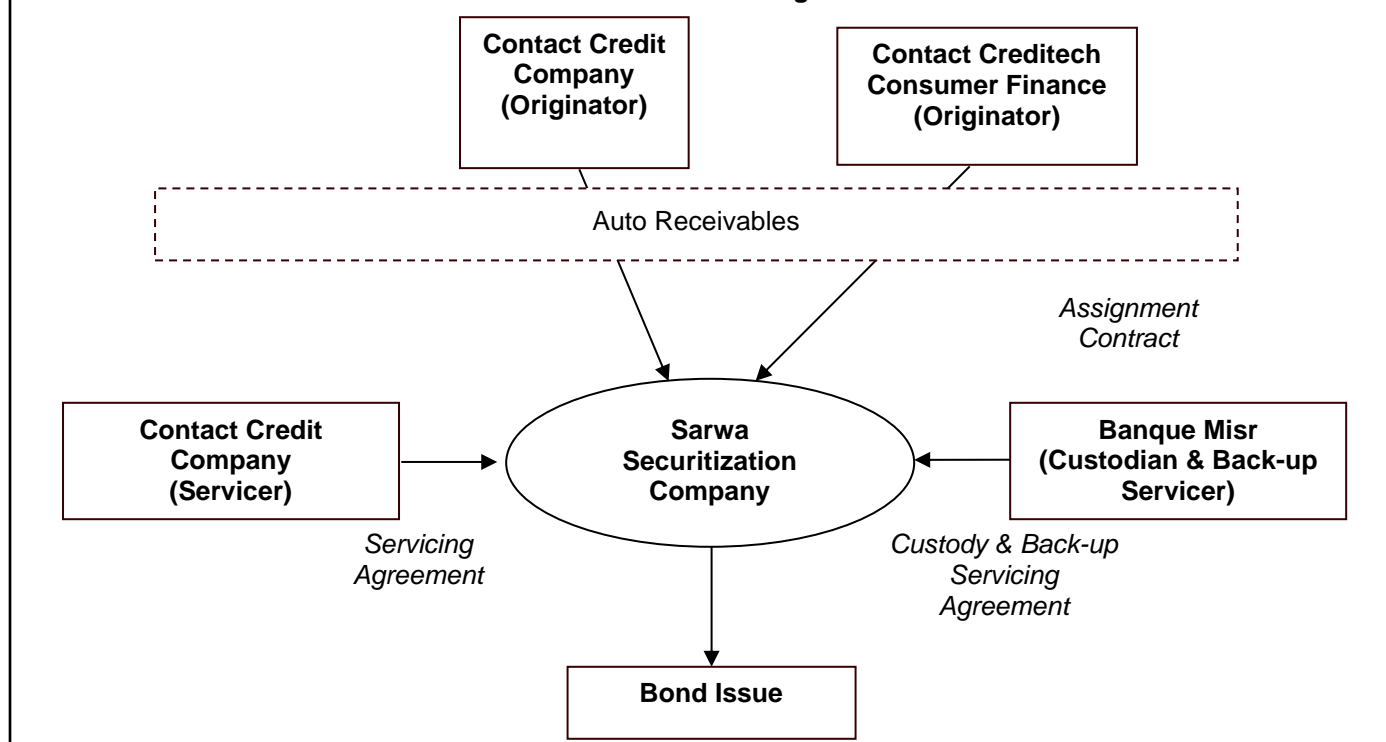 Contact Credit
Company
(Originator)
Contact Creditech
Consumer Finance
(Originator)
Auto Receivables
Assignment
Contract
Contact Credit
Company
(Servicer)
Sarwa
Securitization
Company
Banque Misr
(Custodian & Back-up
Servicer)
Servicing
Agreement
Custody & Back-up
Servicing
Agreement
Bond Issue